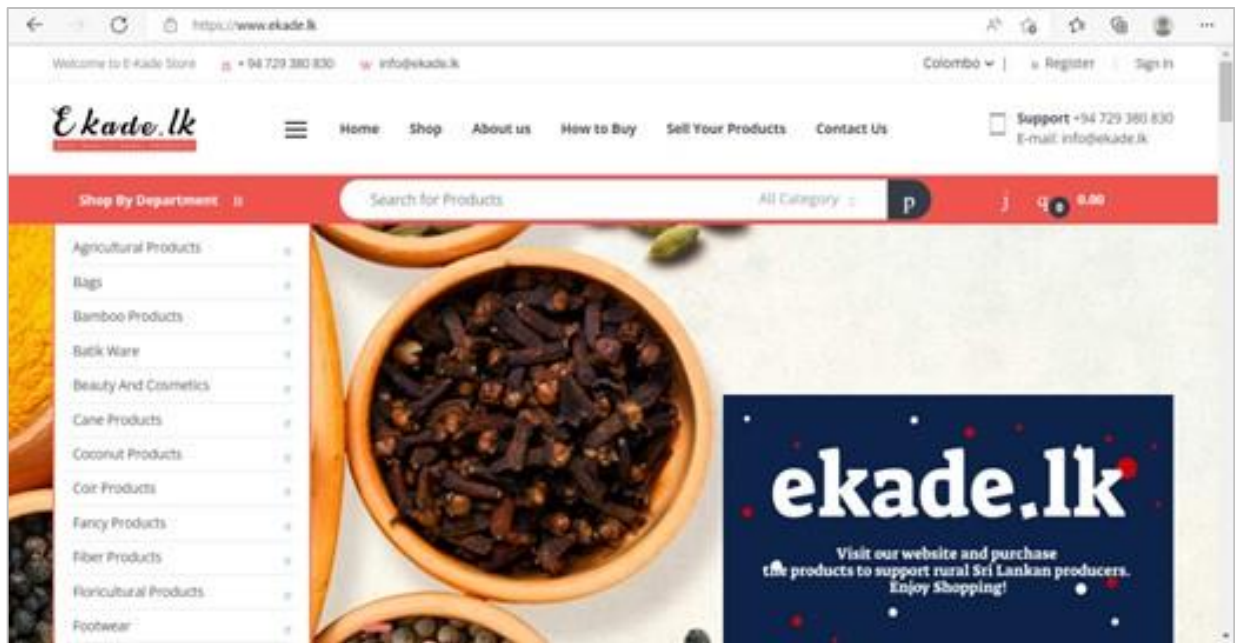 https://www.ekade.lk
Welcome to E-Kade Store + 94 729 380 830 info@ekade.lk Colombo | Register Sign In
Ekade.lk
Home Shop About us How to Buy Sell Your Products Contact Us
Support +94 729 380 830
E-mail: info@ekade.lk
Shop By Department
Search for Products All Category p j q 0 0.00
Agricultural Products
Bags
Bamboo Products
Batik Ware
Beauty And Cosmetics
Cane Products
Coconut Products
Coir Products
Fancy Products
Fiber Products
Floricultural Products
Footwear
ekade.lk
Visit our website and purchase
the products to support rural Sri Lankan producers.
Enjoy Shopping!